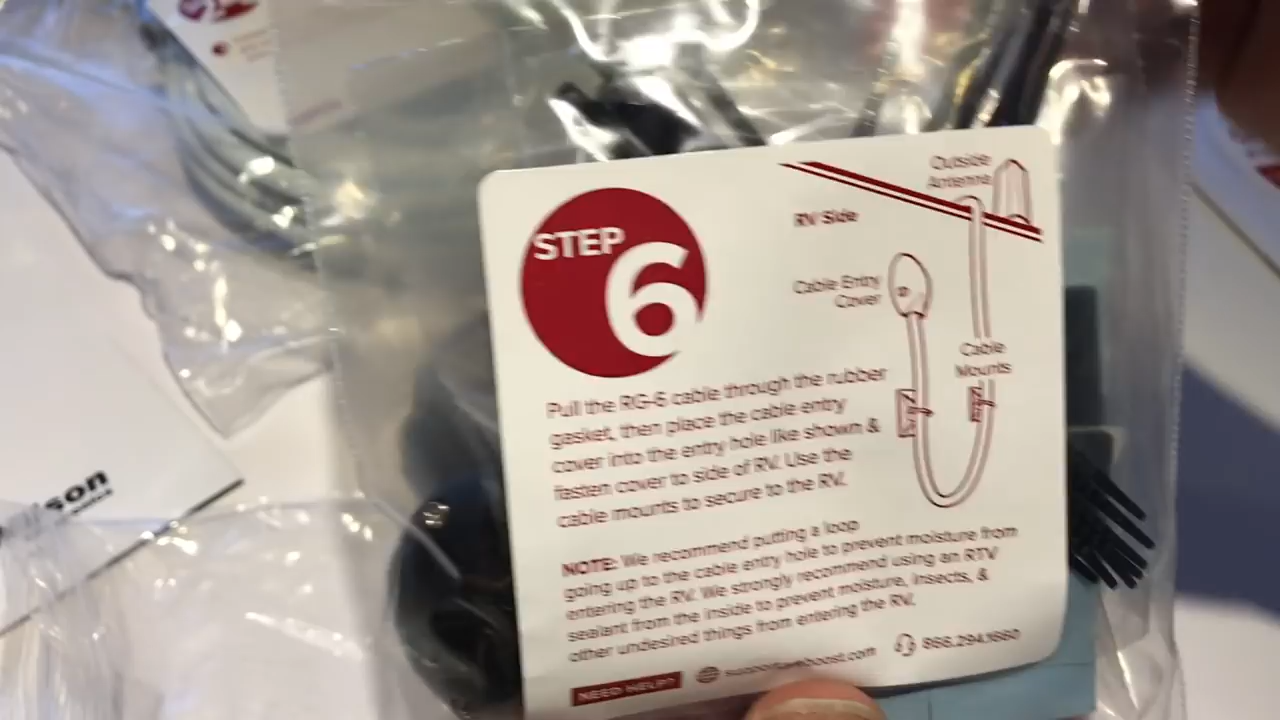 STEP 6
RV Side
Outside
Antenna
Cable Entry
Cover
Cable
Mounts
Pull the RG-6 cable through the rubber
gasket, then place the cable entry
cover into the entry hole like shown &
fasten cover to side of RV. Use the
cable mounts to secure to the RV.
NOTE: We recommend putting a loop
going up to the cable entry hole to prevent moisture from
entering the RV. We strongly recommend using an RTV
sealant from the inside to prevent moisture, insects, &
other undesired things from entering the RV.
NEED HELP?
866.294.1660
son